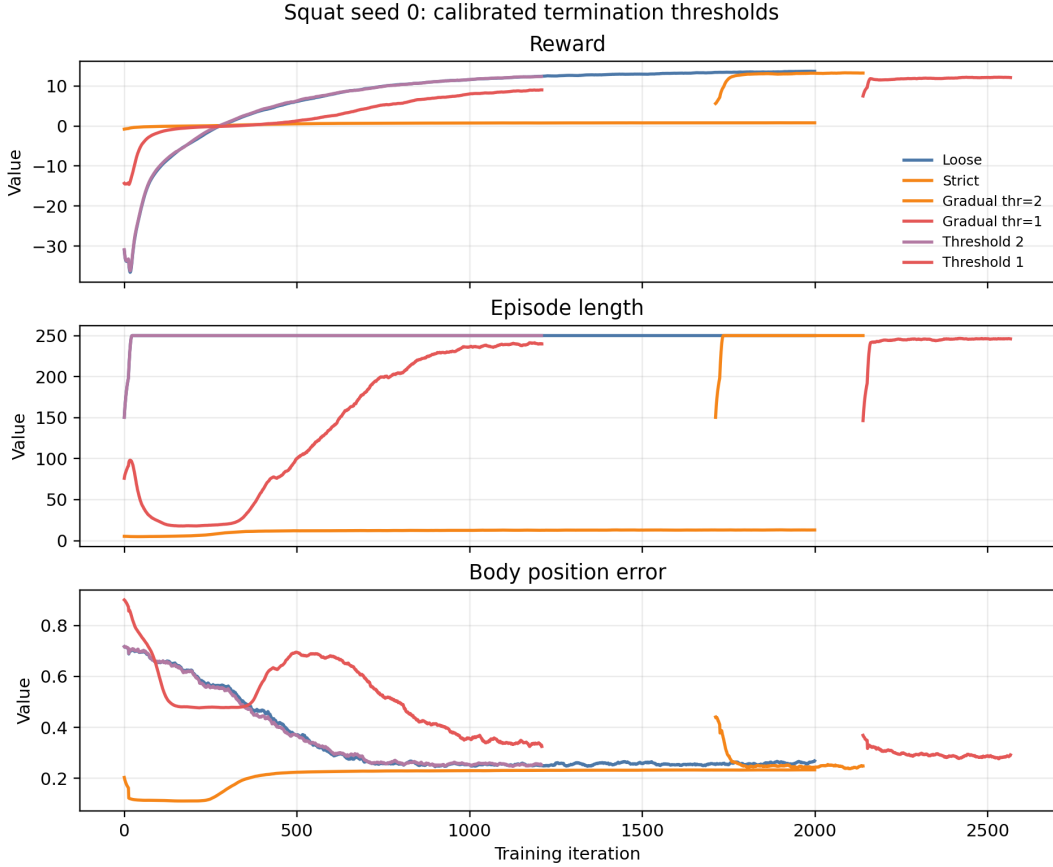 Squat seed 0: calibrated termination thresholds
Reward
Value
10
0
−10
−20
−30
Loose
Strict
Gradual thr=2
Gradual thr=1
Threshold 2
Threshold 1
Episode length
Value
250
200
150
100
50
0
Body position error
Value
0.8
0.6
0.4
0.2
0 500 1000 1500 2000 2500
Training iteration